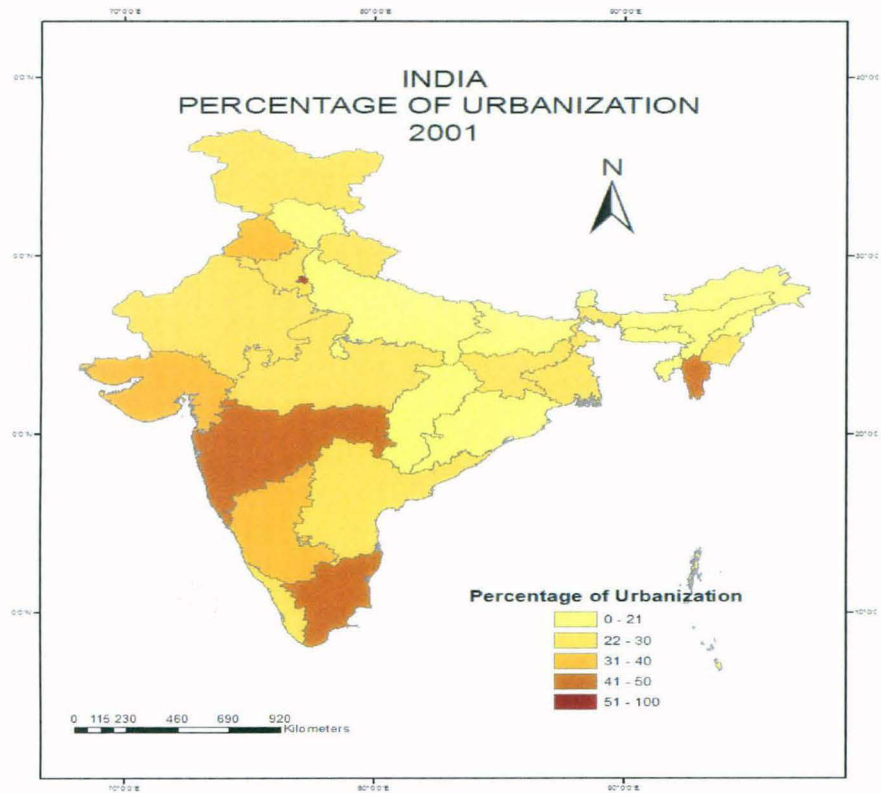 INDIA
PERCENTAGE OF URBANIZATION
2001
N
Percentage of Urbanization
0 - 21
22 - 30
31 - 40
41 - 50
51 - 100
0 115 230 460 690 920
Kilometers